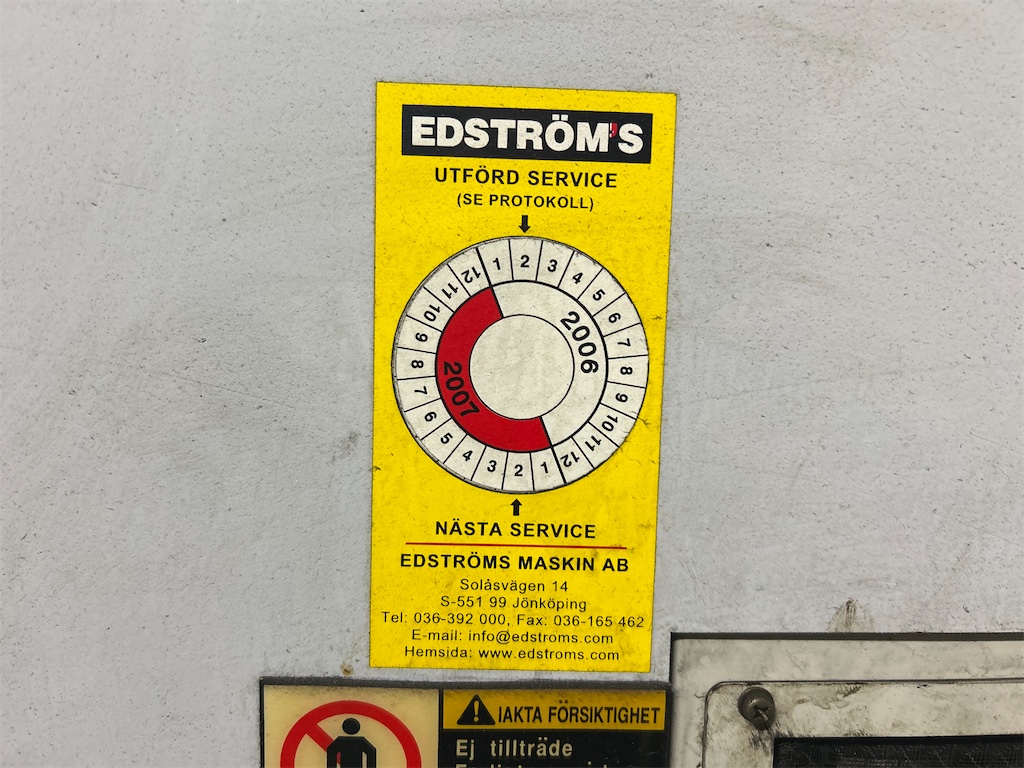 EDSTRÖM'S
UTFÖRD SERVICE
(SE PROTOKOLL)
1 2 3 4 5 6 7 8 9 10 11 12
2006
1 2 3 4 5 6 7 8 9 10 11 12
2007
NÄSTA SERVICE
EDSTRÖMS MASKIN AB
Solåsvägen 14
S-551 99 Jönköping
Tel: 036-392 000, Fax: 036-165 462
E-mail: info@edstroms.com
Hemsida: www.edstroms.com
IAKTA FÖRSIKTIGHET
Ej tillträde